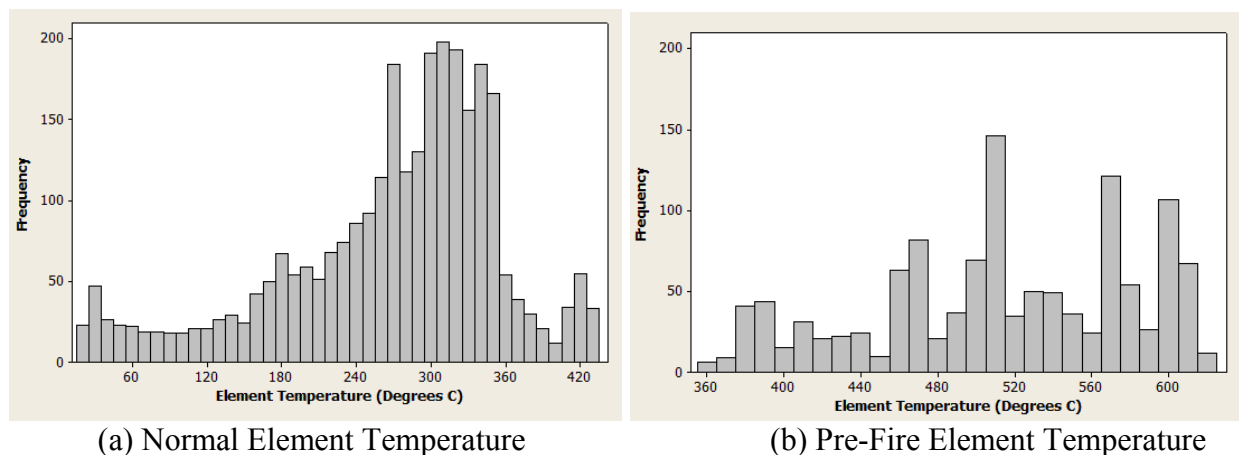 200
150
100
50
0
Frequency
60 120 180 240 300 360 420
Element Temperature (Degrees C)
(a) Normal Element Temperature
200
150
100
50
0
Frequency
360 400 440 480 520 560 600
Element Temperature (Degrees C)
(b) Pre-Fire Element Temperature